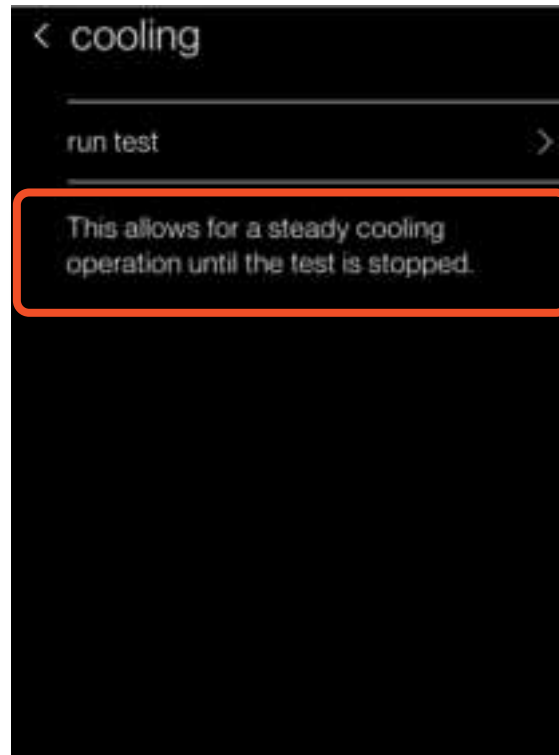 cooling
run test
This allows for a steady cooling
operation until the test is stopped.